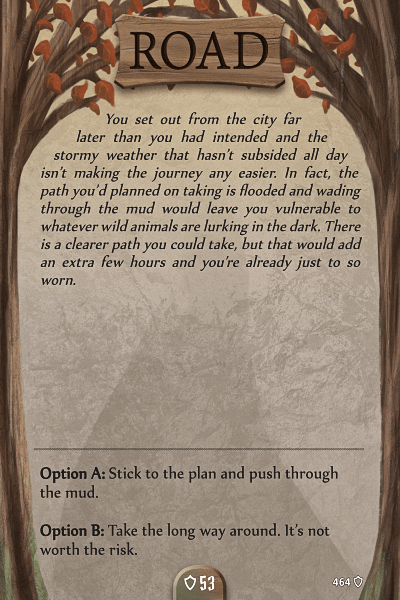 ROAD
You set out from the city far
later than you had intended and the
stormy weather that hasn't subsided all day
isn't making the journey any easier. In fact, the
path you'd planned on taking is flooded and wading
through the mud would leave you vulnerable to
whatever wild animals are lurking in the dark. There
is a clearer path you could take, but that would add
an extra few hours and you're already just to so
worn.
Option A: Stick to the plan and push through
the mud.
Option B: Take the long way around. It's not
worth the risk.
53
464